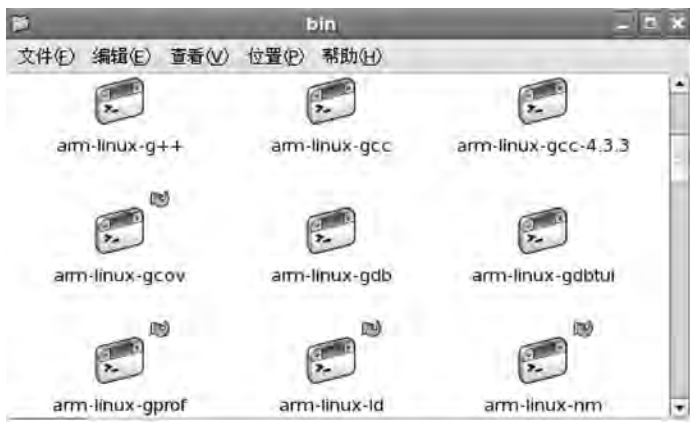 bin
文件(F) 编辑(E) 查看(V) 位置(P) 帮助(H)
arm-linux-g++ arm-linux-gcc arm-linux-gcc-4.3.3
arm-linux-gcov arm-linux-gdb arm-linux-gdbtui
arm-linux-gprof arm-linux-ld arm-linux-nm